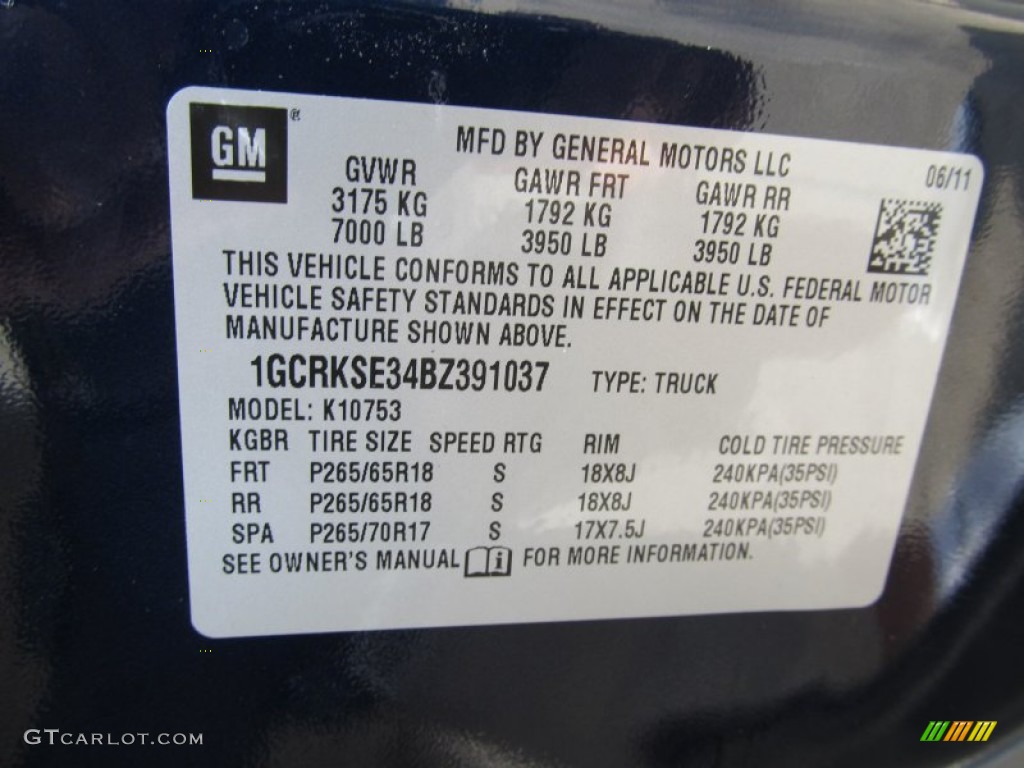 GM ®
MFD BY GENERAL MOTORS LLC
06/11
GVWR GAWR FRT GAWR RR
3175 KG 1792 KG 1792 KG
7000 LB 3950 LB 3950 LB
THIS VEHICLE CONFORMS TO ALL APPLICABLE U.S. FEDERAL MOTOR
VEHICLE SAFETY STANDARDS IN EFFECT ON THE DATE OF
MANUFACTURE SHOWN ABOVE.
1GCRKSE34BZ391037 TYPE: TRUCK
MODEL: K10753
KGBR TIRE SIZE SPEED RTG RIM COLD TIRE PRESSURE
FRT P265/65R18 S 18X8J 240KPA(35PSI)
RR P265/65R18 S 18X8J 240KPA(35PSI)
SPA P265/70R17 S 17X7.5J 240KPA(35PSI)
SEE OWNER'S MANUAL i FOR MORE INFORMATION.
GTCARLOT.COM